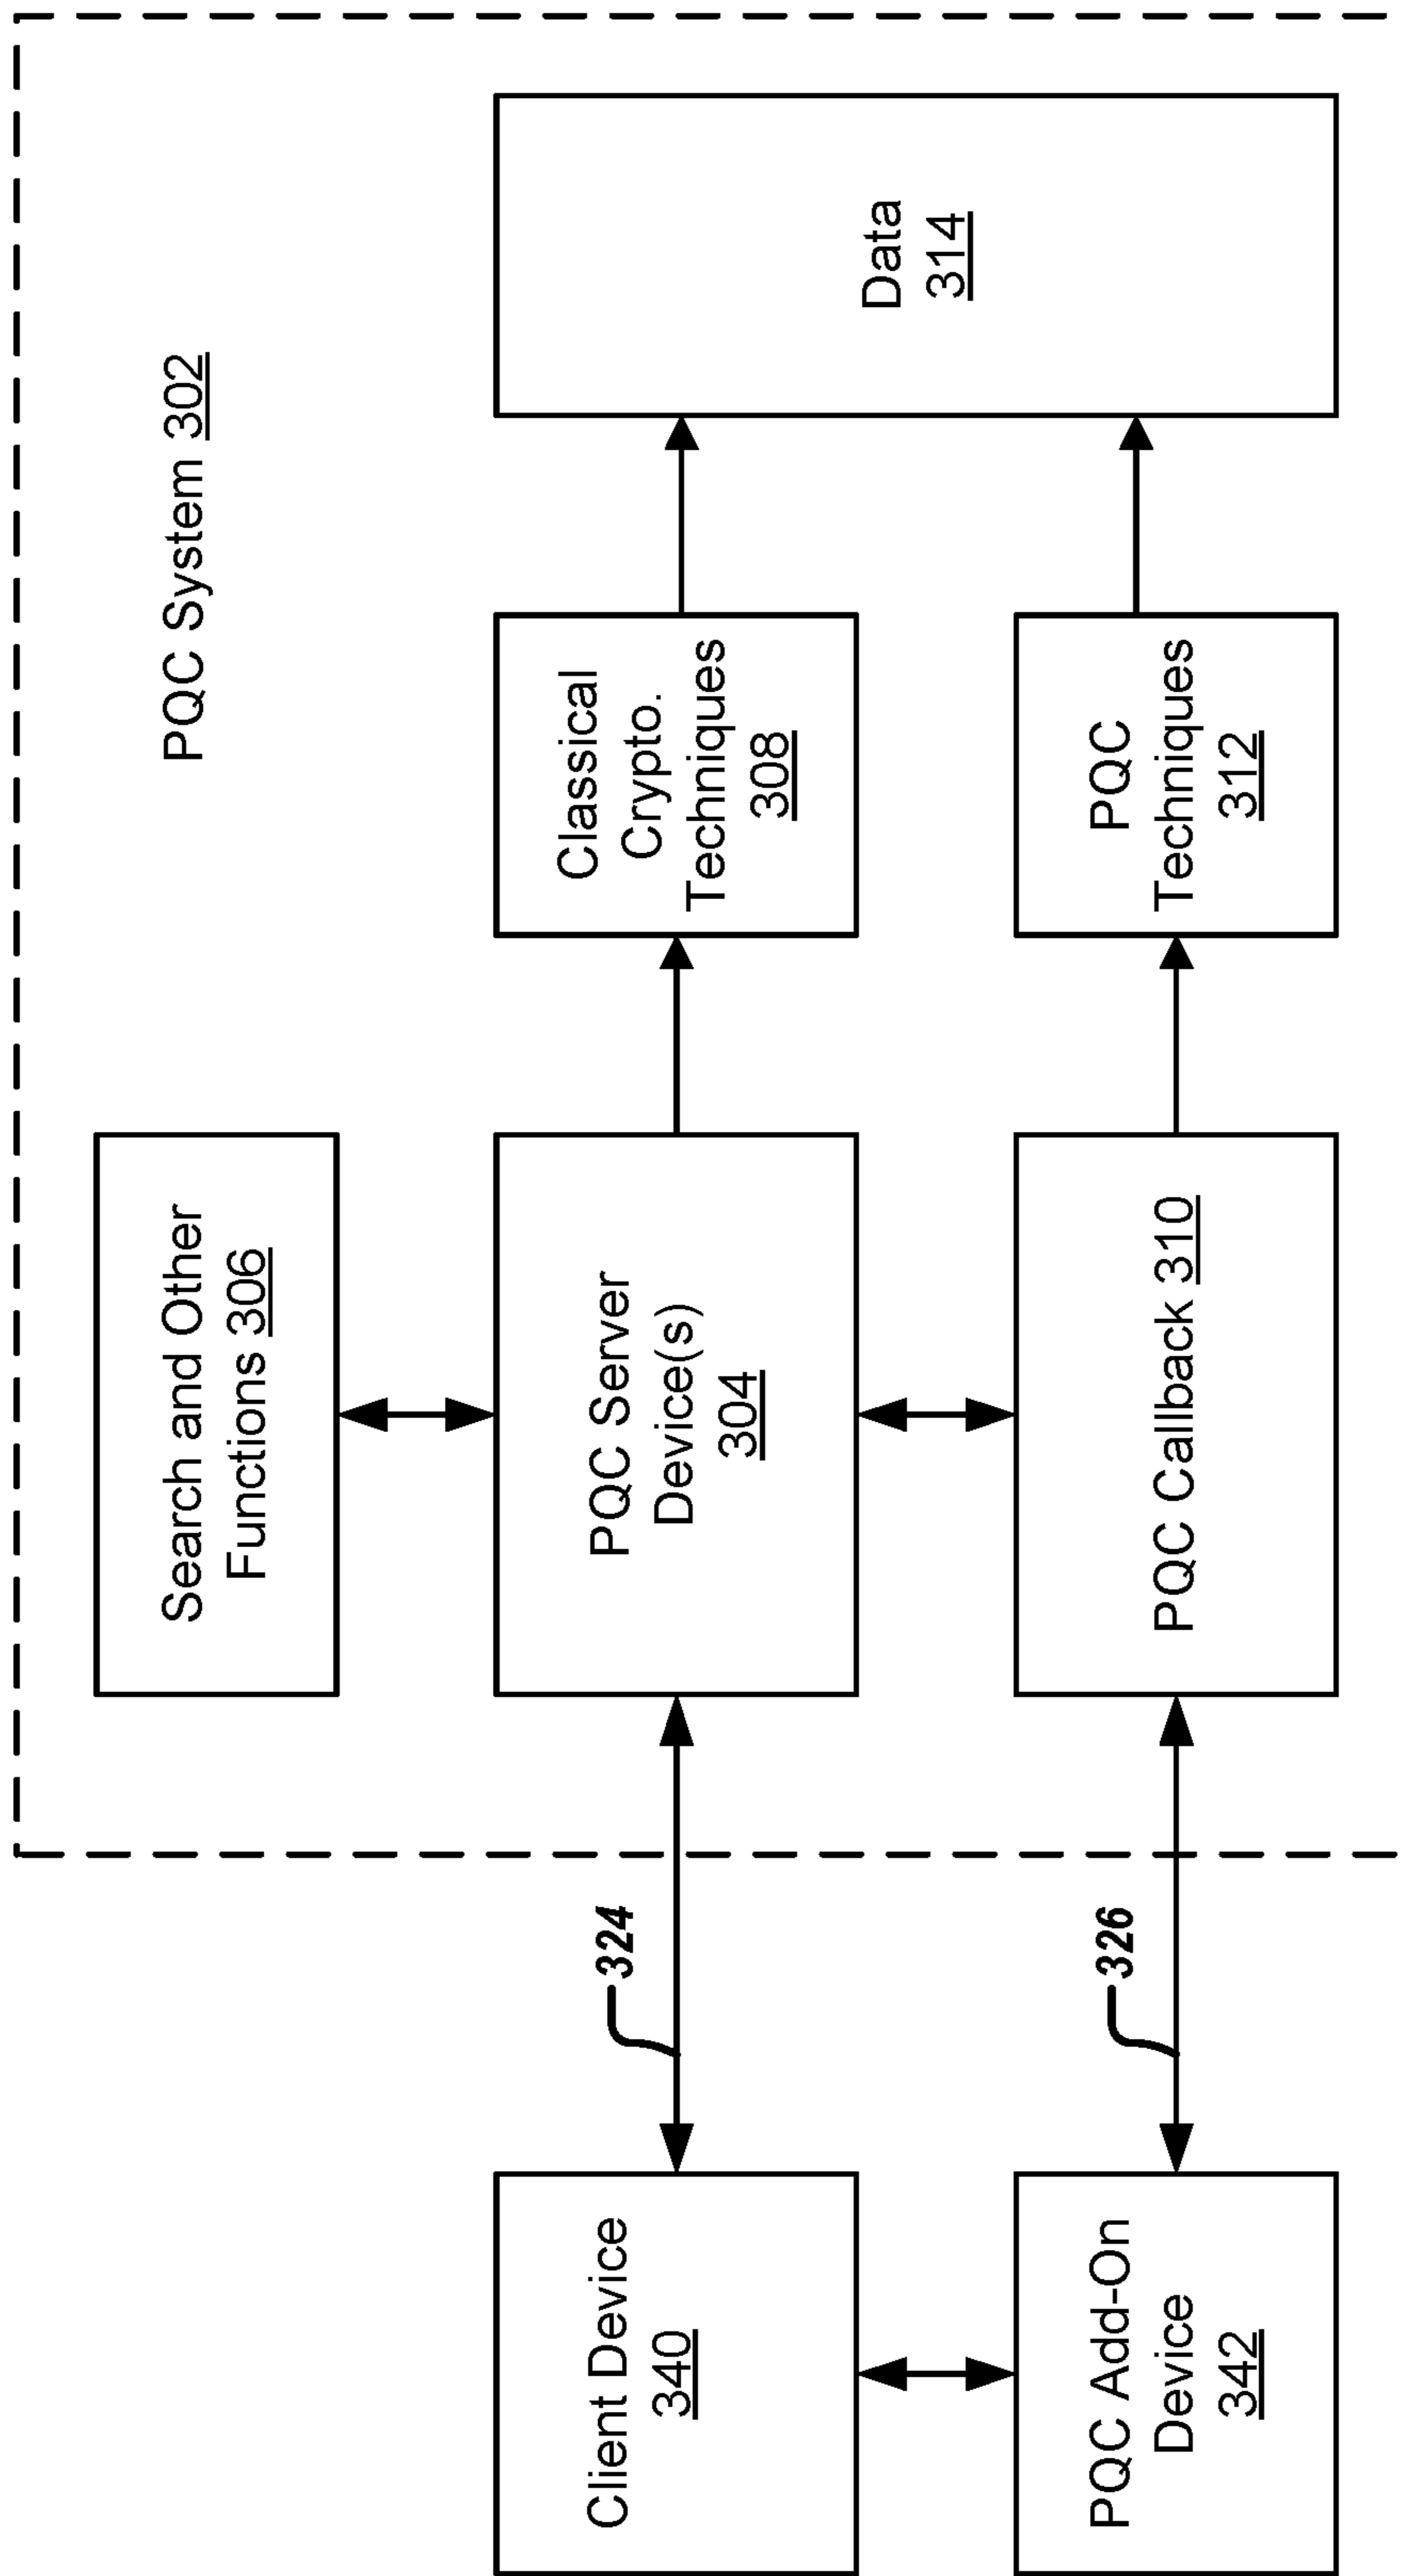 PQC System 302
Search and Other
Functions 306
Client Device
340
324
PQC Server
Device(s)
304
Classical
Crypto.
Techniques
308
Data
314
PQC Add-On
Device
342
326
PQC Callback 310
PQC
Techniques
312